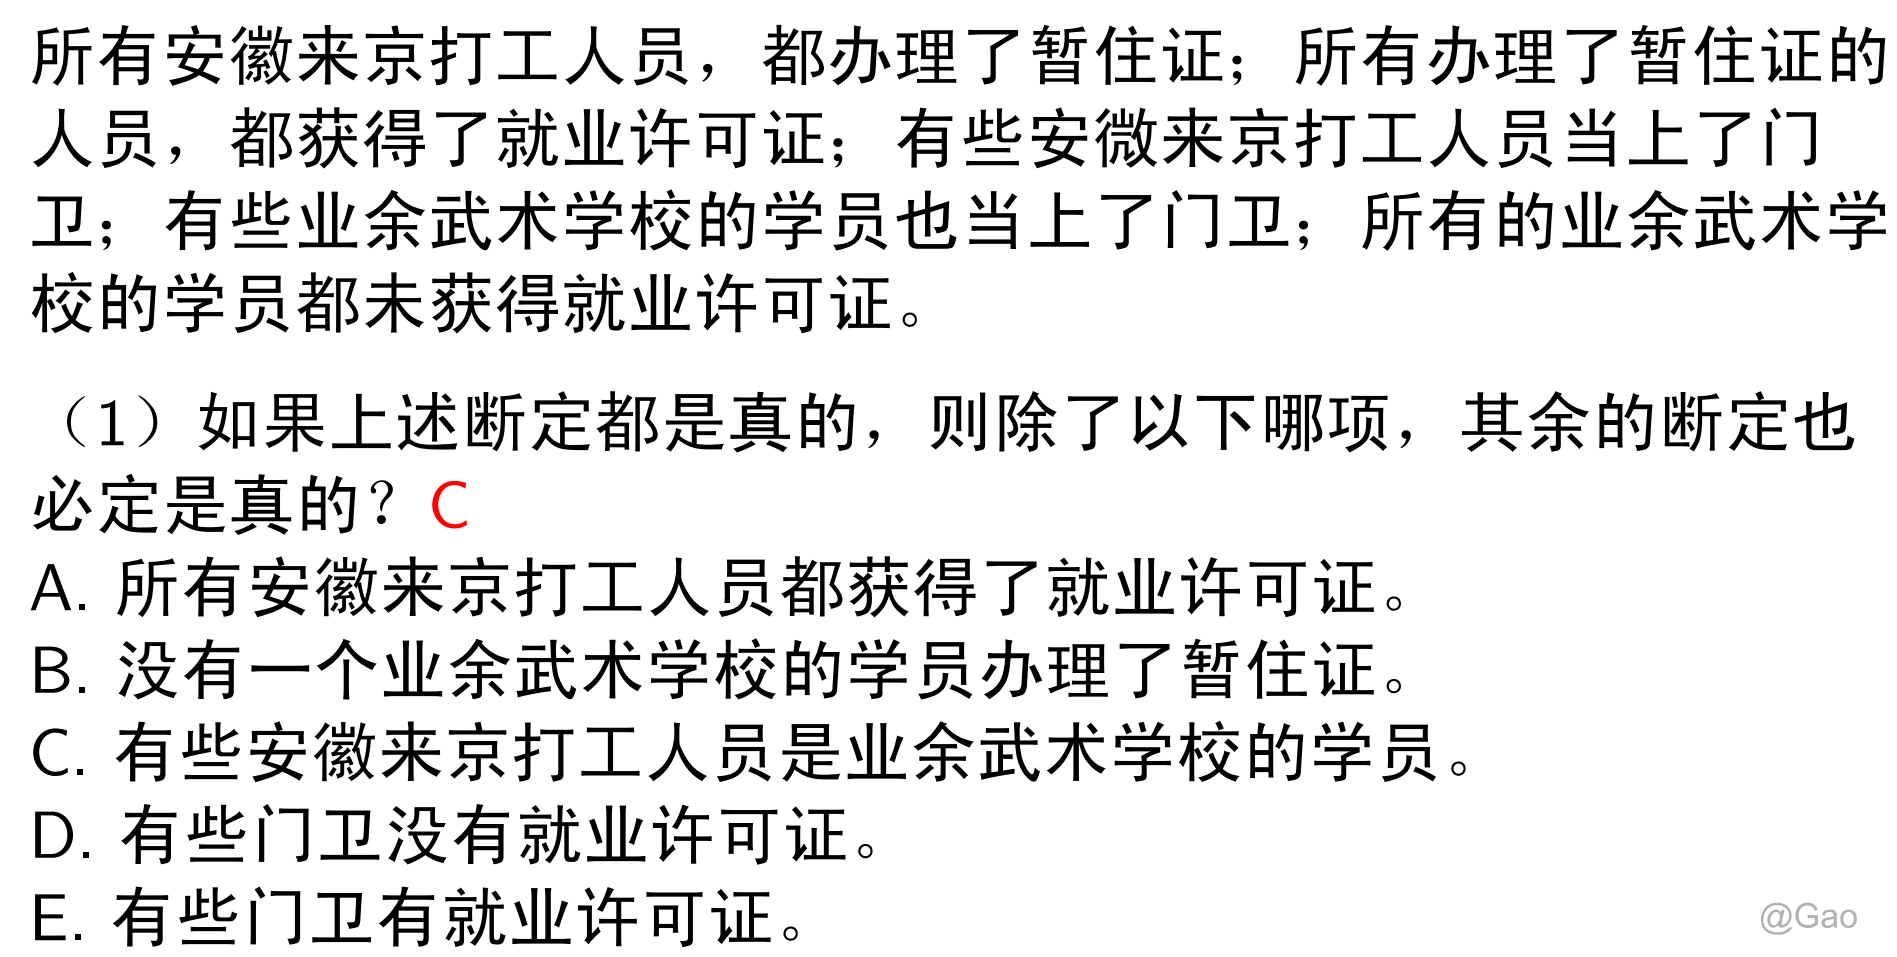 所有安徽来京打工人员，都办理了暂住证；所有办理了暂住证的
人员，都获得了就业许可证；有些安微来京打工人员当上了门
卫；有些业余武术学校的学员也当上了门卫；所有的业余武术学
校的学员都未获得就业许可证。
（1）如果上述断定都是真的，则除了以下哪项，其余的断定也
必定是真的？C
A. 所有安徽来京打工人员都获得了就业许可证。
B. 没有一个业余武术学校的学员办理了暂住证。
C. 有些安徽来京打工人员是业余武术学校的学员。
D. 有些门卫没有就业许可证。
E. 有些门卫有就业许可证。
@Gao